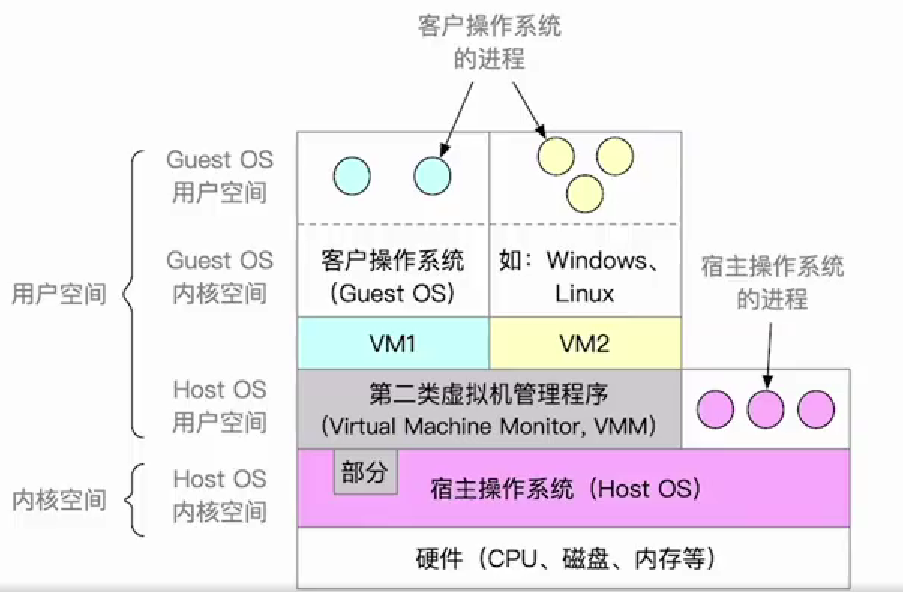 客户操作系统
的进程
Guest OS
用户空间
Guest OS
内核空间
用户空间
客户操作系统
(Guest OS)
如：Windows、
Linux
宿主操作系统
的进程
VM1
VM2
Host OS
用户空间
第二类虚拟机管理程序
(Virtual Machine Monitor, VMM)
内核空间
Host OS
内核空间
部分
宿主操作系统（Host OS）
硬件（CPU、磁盘、内存等）